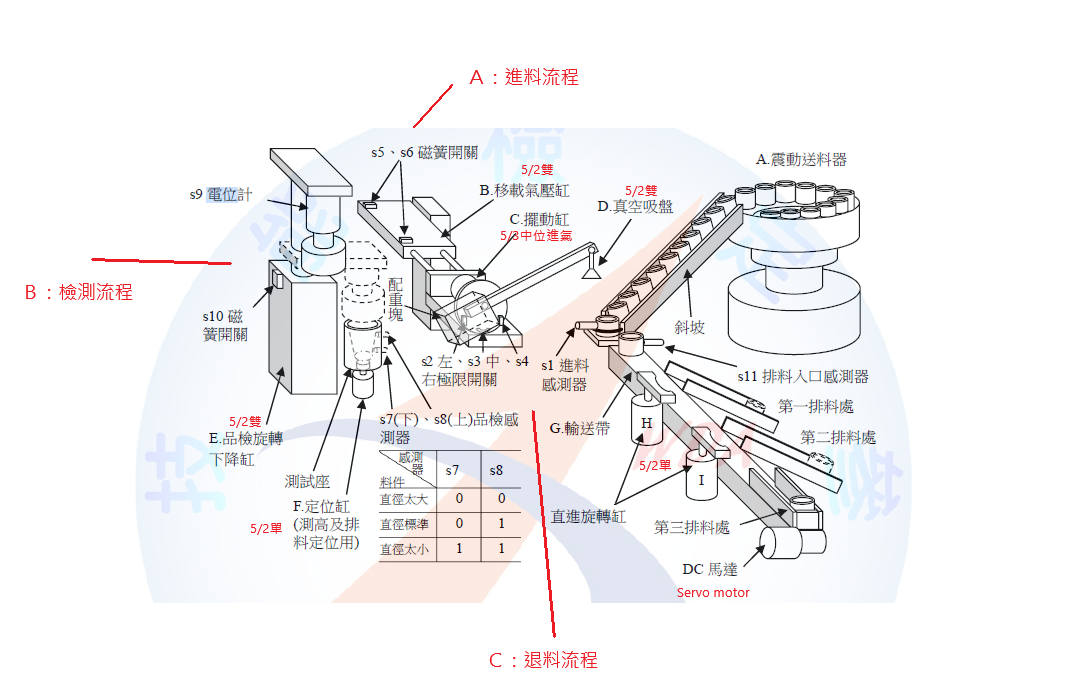 A：進料流程
s5、s6 磁簧開關
5/2雙
B.移載氣壓缸
5/2雙
D.真空吸盤
A.震動送料器
s9 電位計
C.擺動缸
5/3中位進氣
B：檢測流程
配重塊
s10 磁
簧開關
斜坡
s1 進料
感測器
s2 左、s3 中、s4
右極限開關
s11 排料入口感測器
第一排料處
5/2雙
E.品檢旋轉
下降缸
s7(下)、s8(上)品檢感
測器
G.輸送帶
H
第二排料處
感測器
料件
s7
s8
直徑太大
0
0
直徑標準
0
1
直徑太小
1
1
測試座
5/2單
F.定位缸
(測高及排
料定位用)
5/2單
I
直進旋轉缸
第三排料處
DC 馬達
Servo motor
C：退料流程